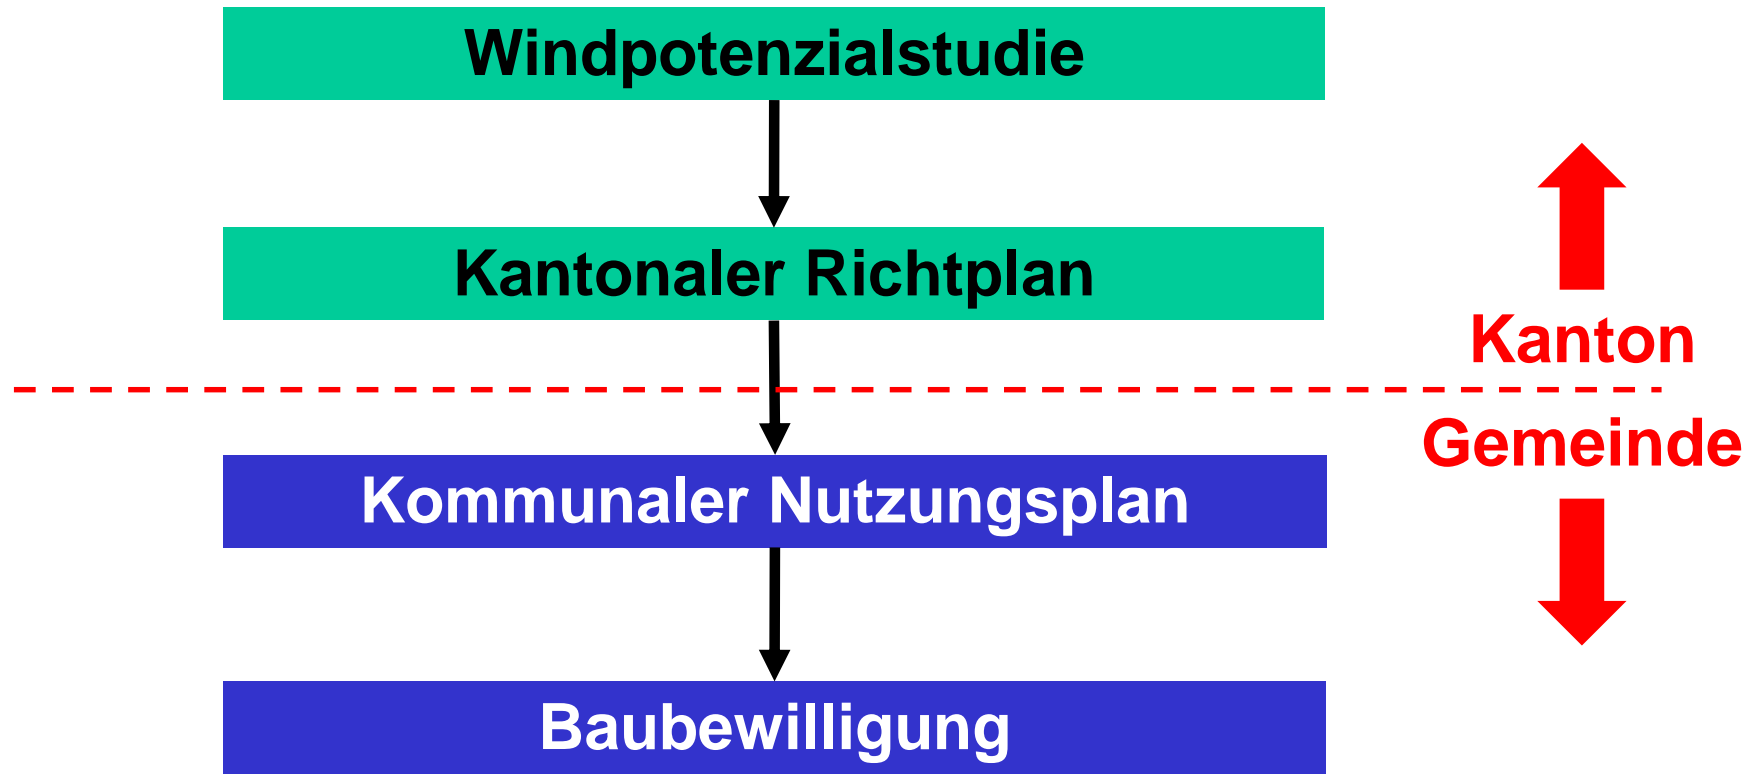 Windpotenzialstudie
Kantonaler Richtplan
Kanton
Gemeinde
Kommunaler Nutzungsplan
Baubewilligung